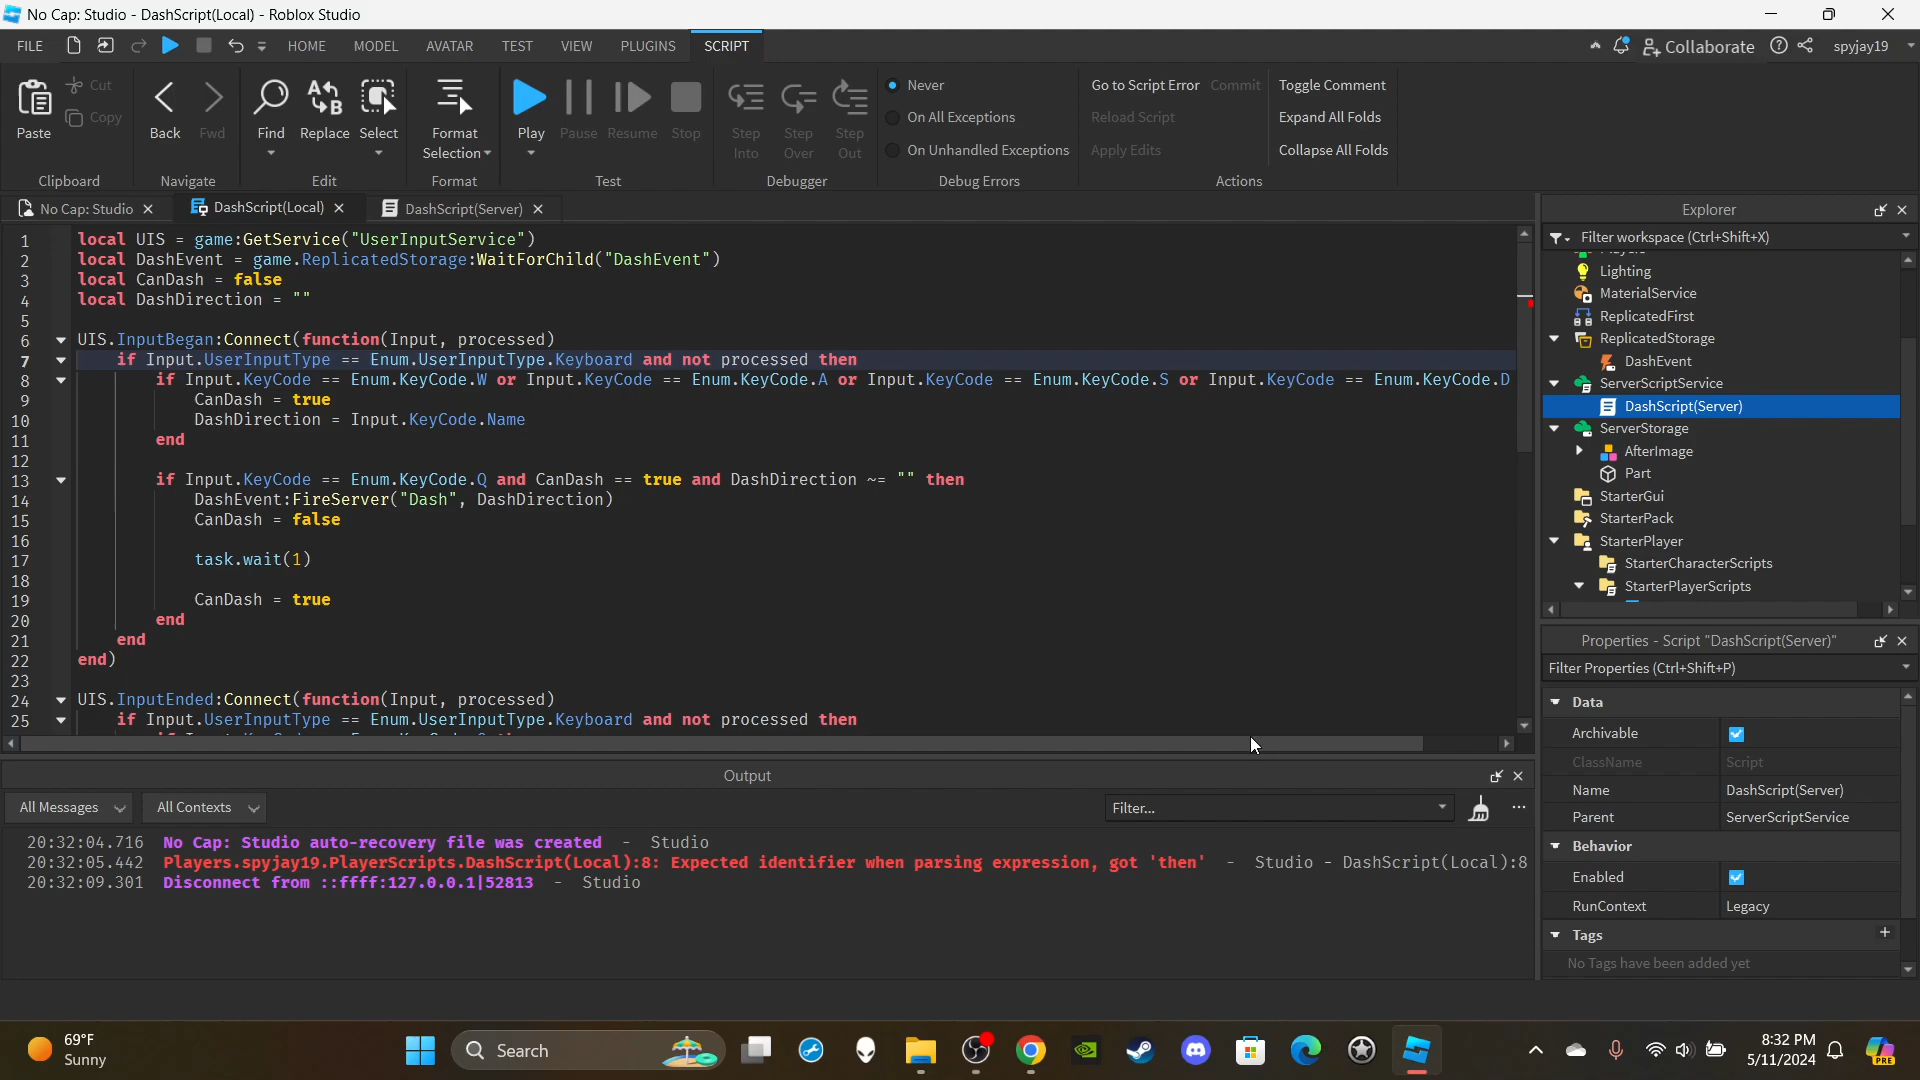 No Cap: Studio - DashScript(Local) - Roblox Studio
FILE HOME MODEL AVATAR TEST VIEW PLUGINS SCRIPT Collaborate spyjay19
Paste Cut Copy Back Fwd Find Replace Select Format Selection Play Pause Resume Stop Step Into Step Over Step Out
Never
On All Exceptions
On Unhandled Exceptions
Go to Script Error Commit
Reload Script
Apply Edits
Toggle Comment
Expand All Folds
Collapse All Folds
Clipboard Navigate Edit Format Test Debugger Debug Errors Actions
No Cap: Studio DashScript(Local) DashScript(Server)
1 local UIS = game:GetService("UserInputService")
2 local DashEvent = game.ReplicatedStorage:WaitForChild("DashEvent")
3 local CanDash = false
4 local DashDirection = ""
5
6 UIS.InputBegan:Connect(function(Input, processed)
7 if Input.UserInputType == Enum.UserInputType.Keyboard and not processed then
8 if Input.KeyCode == Enum.KeyCode.W or Input.KeyCode == Enum.KeyCode.A or Input.KeyCode == Enum.KeyCode.S or Input.KeyCode == Enum.KeyCode.D
9 CanDash = true
10 DashDirection = Input.KeyCode.Name
11 end
12
13 if Input.KeyCode == Enum.KeyCode.Q and CanDash == true and DashDirection ~= "" then
14 DashEvent:FireServer("Dash", DashDirection)
15 CanDash = false
16
17 task.wait(1)
18
19 CanDash = true
20 end
21 end
22 end)
23
24 UIS.InputEnded:Connect(function(Input, processed)
25 if Input.UserInputType == Enum.UserInputType.Keyboard and not processed then
Explorer
Filter workspace (Ctrl+Shift+X)
Lighting
MaterialService
ReplicatedFirst
ReplicatedStorage
DashEvent
ServerScriptService
DashScript(Server)
ServerStorage
AfterImage
Part
StarterGui
StarterPack
StarterPlayer
StarterCharacterScripts
StarterPlayerScripts
Properties - Script "DashScript(Server)"
Filter Properties (Ctrl+Shift+P)
Data
Archivable
ClassName Script
Name DashScript(Server)
Parent ServerScriptService
Behavior
Enabled
RunContext Legacy
Tags +
No Tags have been added yet
Output
All Messages All Contexts Filter...
20:32:04.716 No Cap: Studio auto-recovery file was created - Studio
20:32:05.442 Players.spyjay19.PlayerScripts.DashScript(Local):8: Expected identifier when parsing expression, got 'then' - Studio - DashScript(Local):8
20:32:09.301 Disconnect from ::ffff:127.0.0.1|52813 - Studio
69°F
Sunny
Search
8:32 PM
5/11/2024
PRE